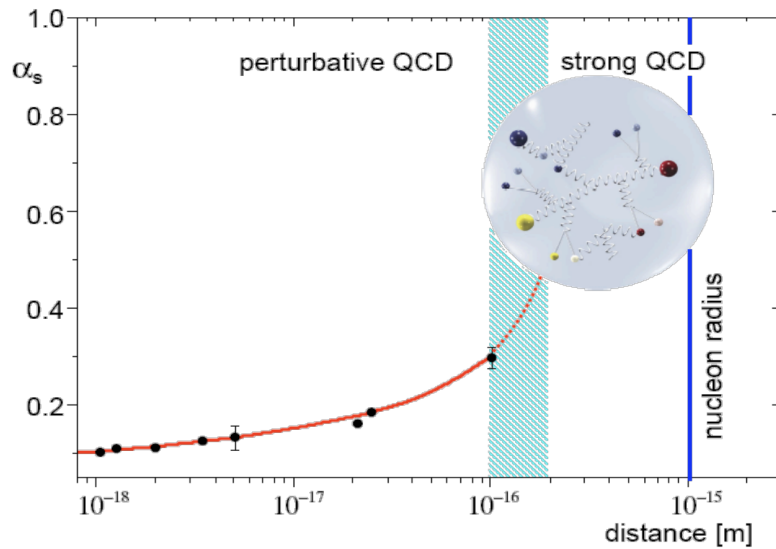 1.0
perturbative QCD
strong QCD
αs
0.8
0.6
0.4
0.2
nucleon radius
10⁻¹⁸
10⁻¹⁷
10⁻¹⁶
10⁻¹⁵
distance [m]